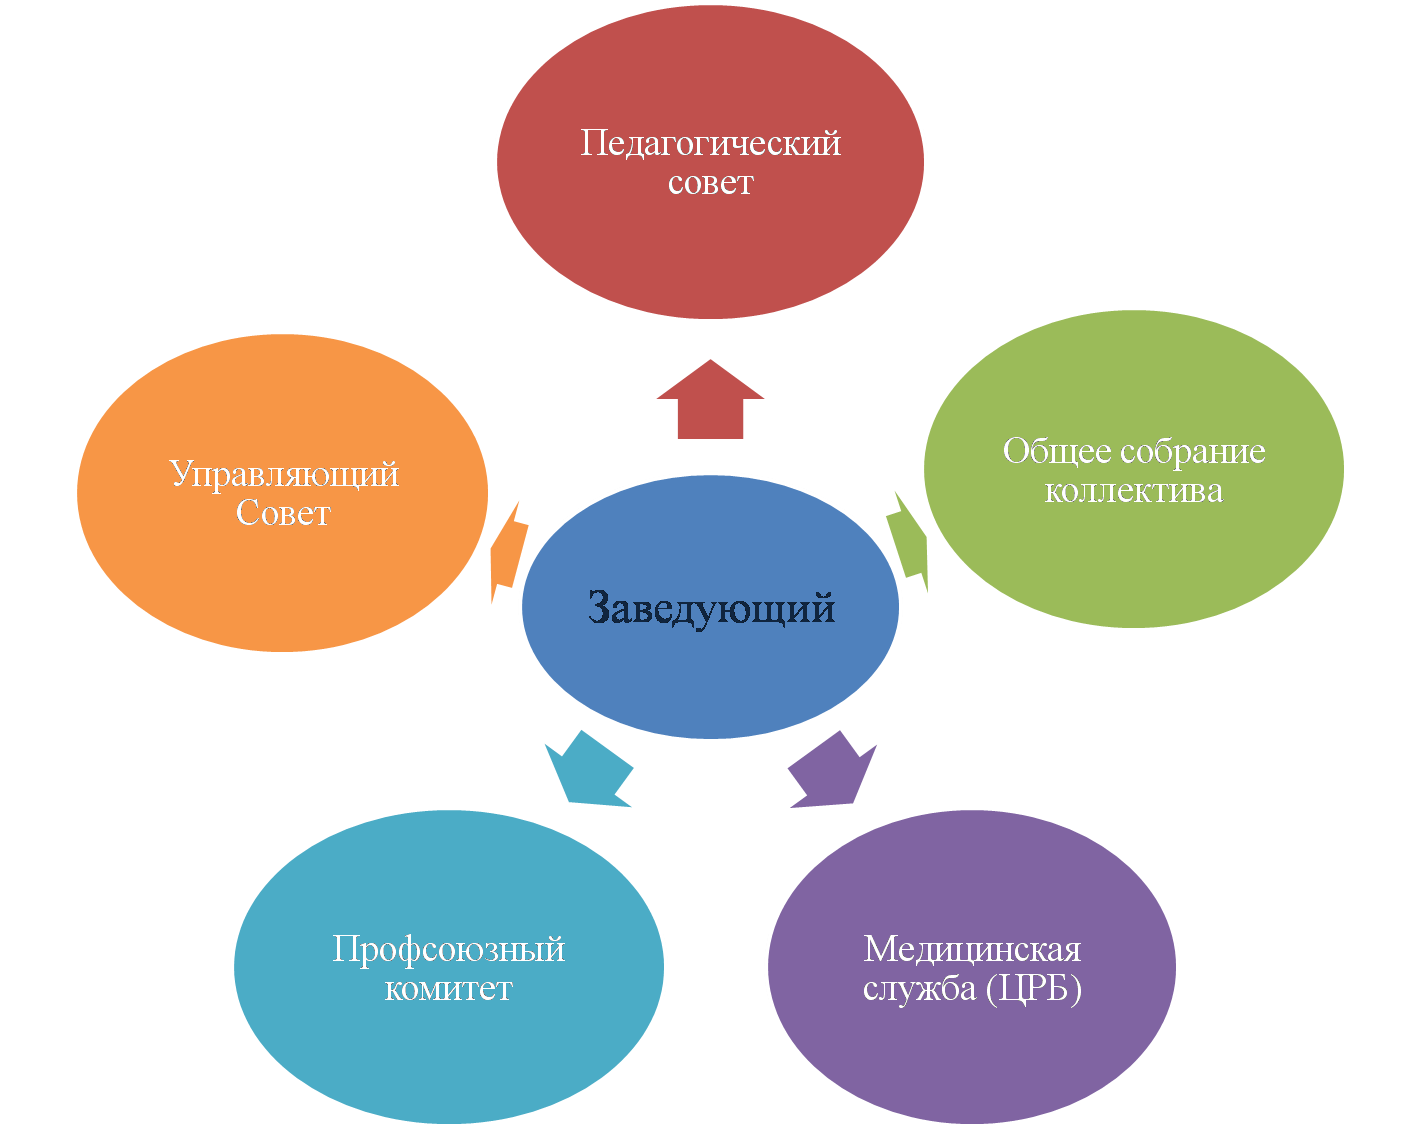 Педагогический
совет
Общее собрание
коллектива
Управляющий
Совет
Заведующий
Профсоюзный
комитет
Медицинская
служба (ЦРБ)